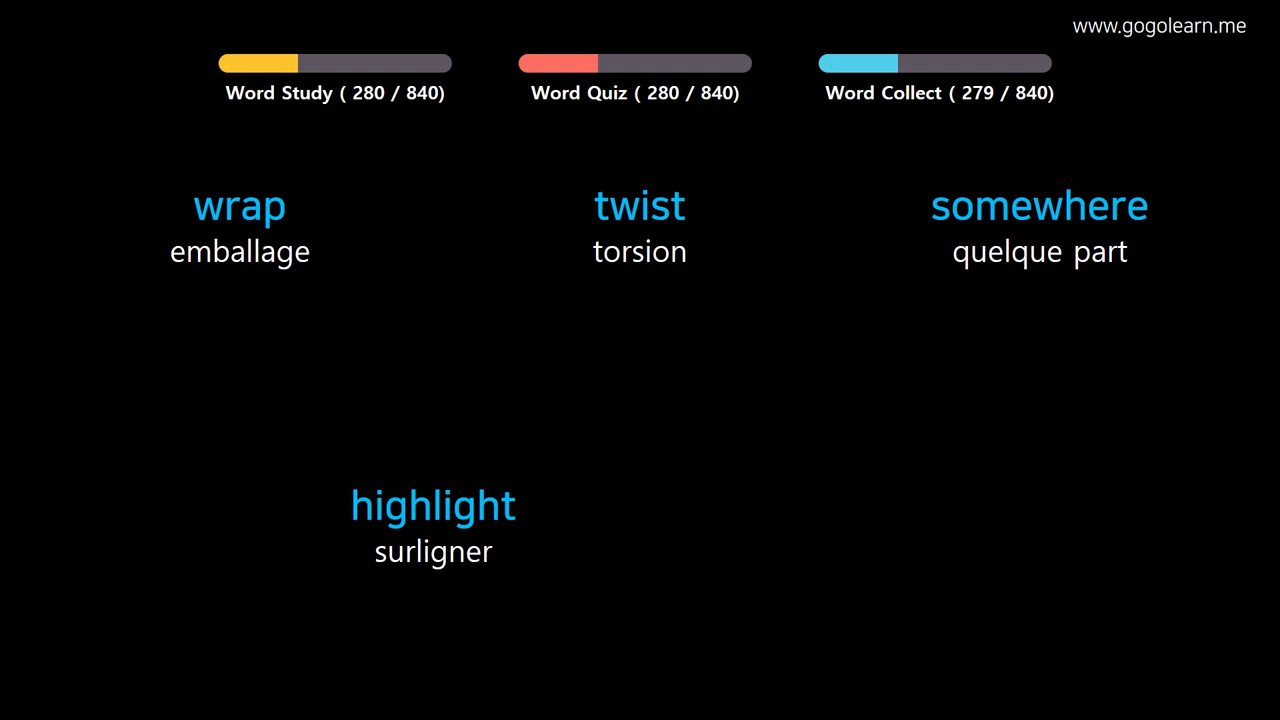 www.gogolearn.me
Word Study ( 280 / 840)
Word Quiz ( 280 / 840)
Word Collect ( 279 / 840)
wrap
emballage
twist
torsion
somewhere
quelque part
highlight
surligner